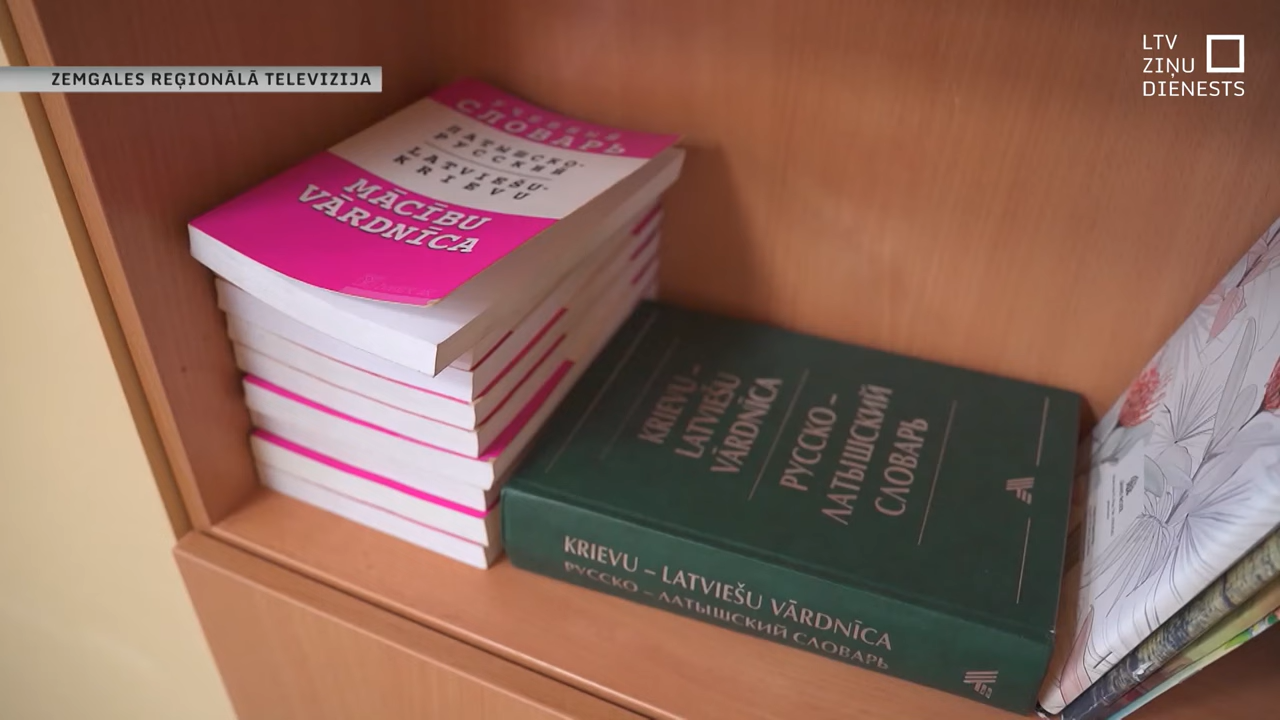 ZEMGALES REĢIONĀLĀ TELEVIZIJA
LTV
ZIŅU
DIENESTS
УЧЕБНЫЙ
СЛОВАРЬ
ЛАТЫШСКО-
РУССКИЙ
LATVIEŠU-
KRIEVU
MĀCĪBU
VĀRDNĪCA
KRIEVU –
LATVIEŠU
VĀRDNĪCA
РУССКО –
ЛАТЫШСКИЙ
СЛОВАРЬ
KRIEVU – LATVIEŠU VĀRDNĪCA
РУССКО – ЛАТЫШСКИЙ СЛОВАРЬ